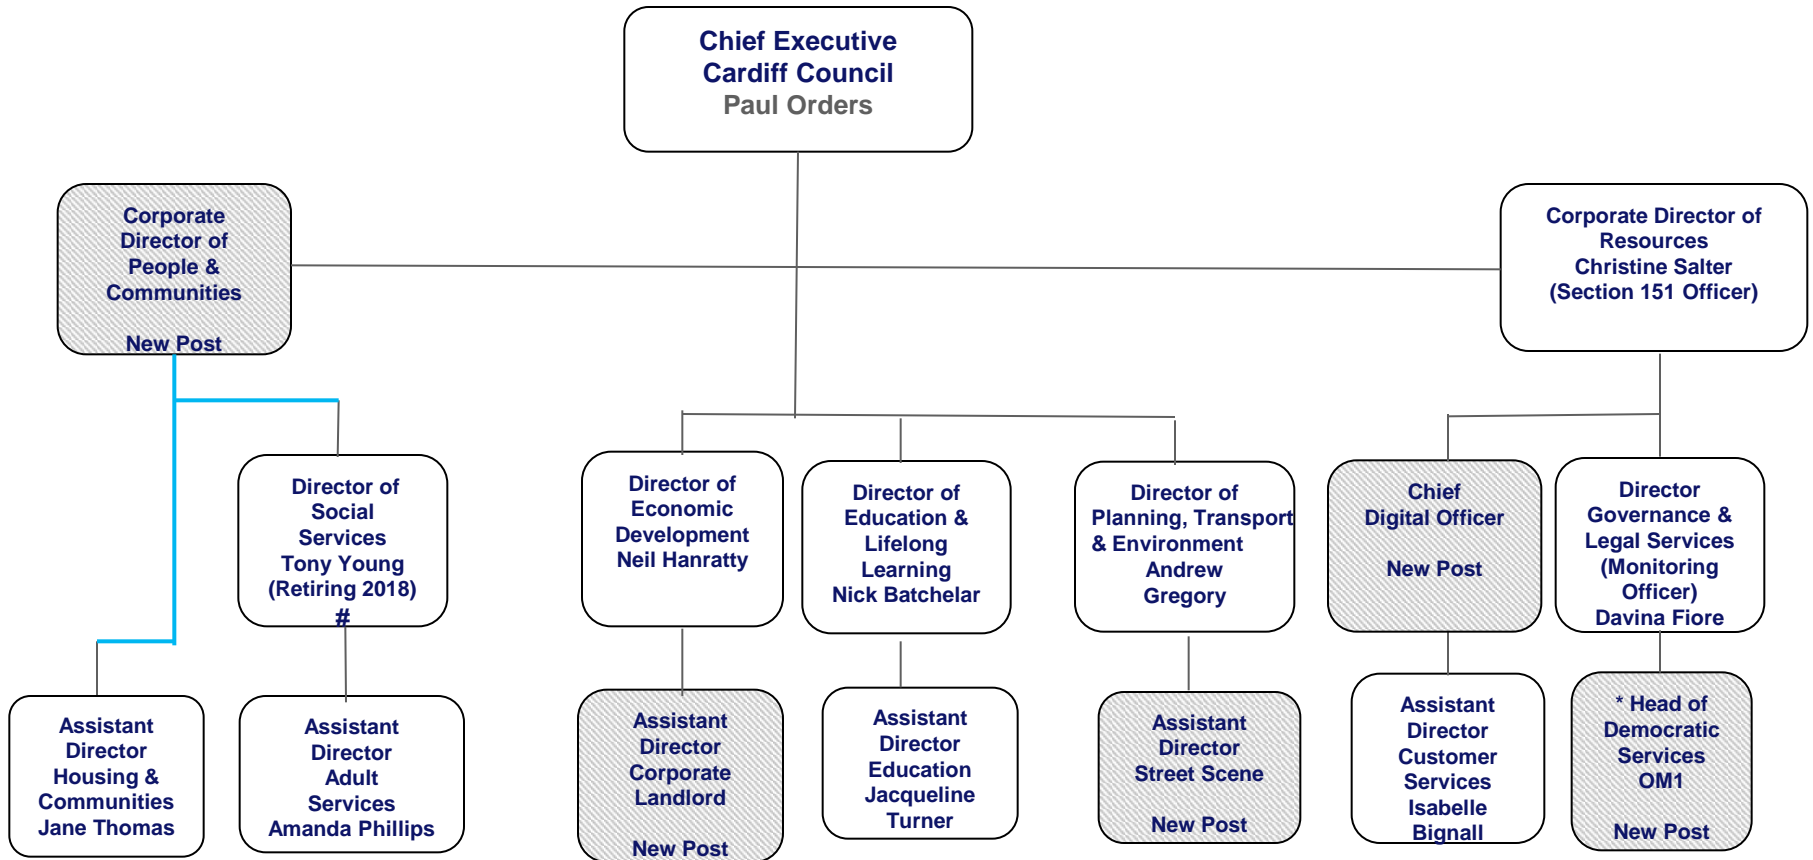 Chief Executive
Cardiff Council
Paul Orders
Corporate
Director of
People &
Communities
New Post
Corporate Director of
Resources
Christine Salter
(Section 151 Officer)
Director of
Social
Services
Tony Young
(Retiring 2018)
#
Director of
Economic
Development
Neil Hanratty
Director of
Education &
Lifelong
Learning
Nick Batchelar
Director of
Planning, Transport
& Environment
Andrew
Gregory
Chief
Digital Officer
New Post
Director
Governance &
Legal Services
(Monitoring
Officer)
Davina Fiore
Assistant
Director
Housing &
Communities
Jane Thomas
Assistant
Director
Adult
Services
Amanda Phillips
Assistant
Director
Corporate
Landlord
New Post
Assistant
Director
Education
Jacqueline
Turner
Assistant
Director
Street Scene
New Post
Assistant
Director
Customer
Services
Isabelle
Bignall
* Head of
Democratic
Services
OM1
New Post